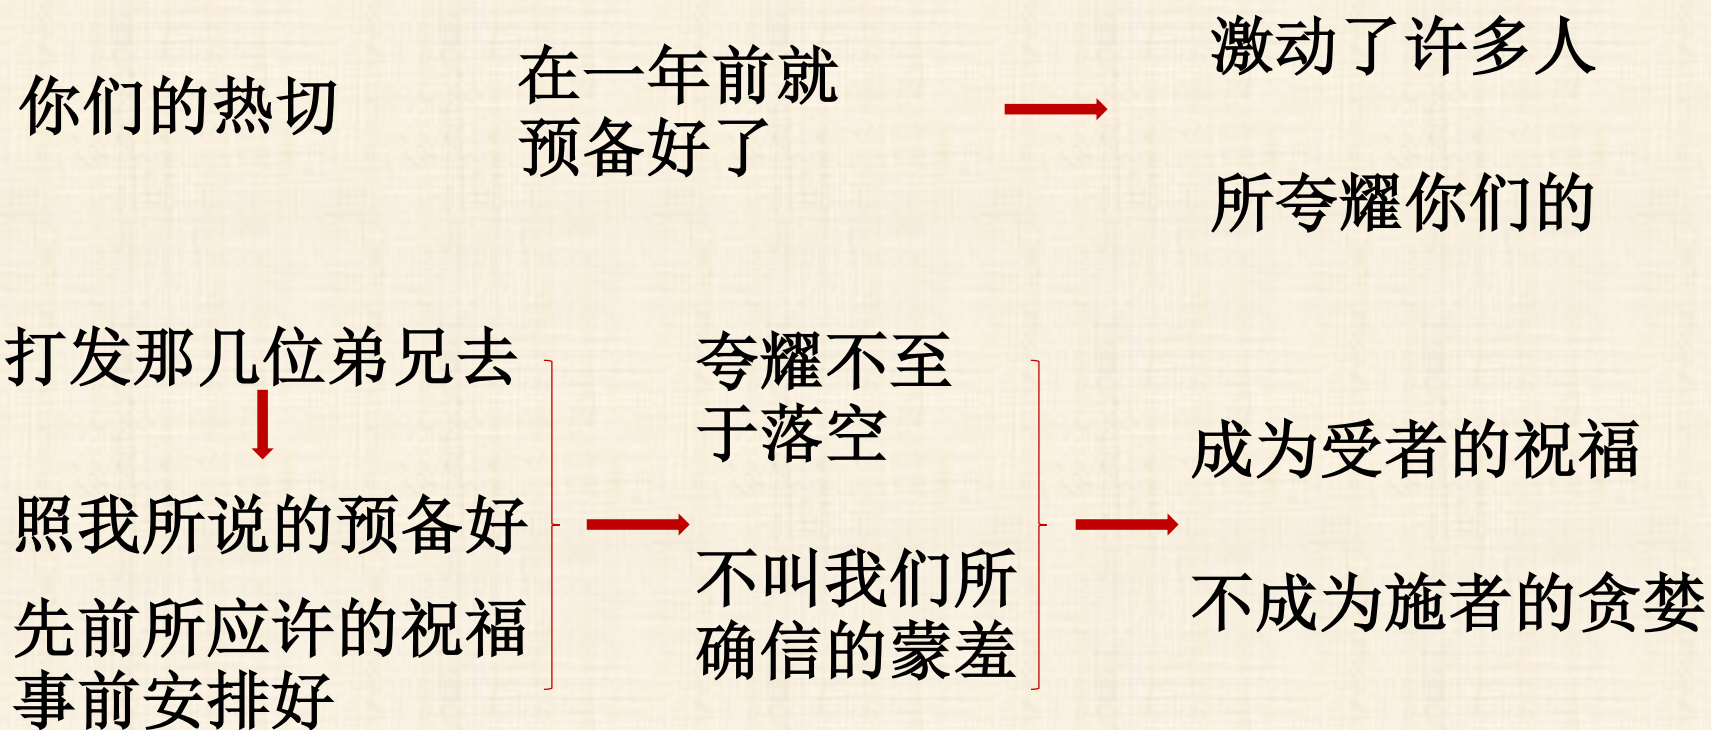 你们的热切
在一年前就
预备好了
激动了许多人
所夸耀你们的
打发那几位弟兄去
照我所说的预备好
先前所应许的祝福
事前安排好
夸耀不至
于落空
不叫我们所
确信的蒙羞
成为受者的祝福
不成为施者的贪婪